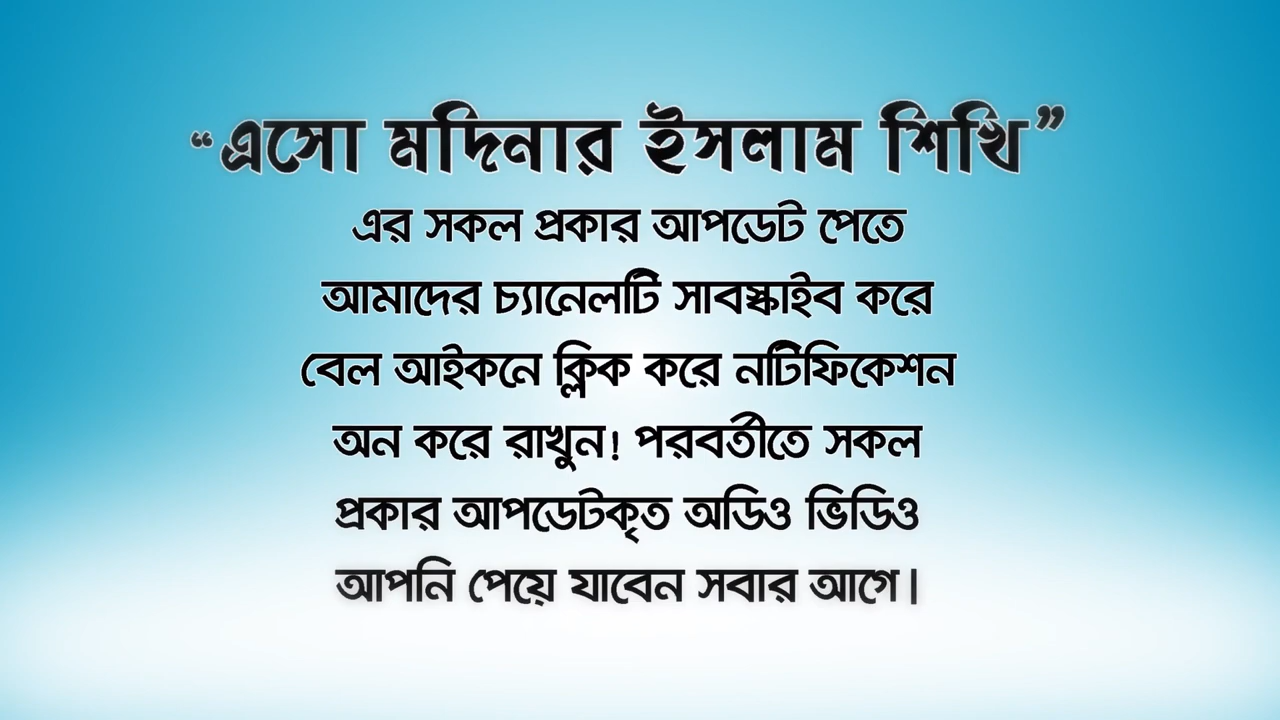 “এসো মদিনার ইসলাম শিখি”
এর সকল প্রকার আপডেট পেতে
আমাদের চ্যানেলটি সাবস্ক্রাইব করে
বেল আইকনে ক্লিক করে নটিফিকেশন
অন করে রাখুন! পরবর্তীতে সকল
প্রকার আপডেটকৃত অডিও ভিডিও
আপনি পেয়ে যাবেন সবার আগে।